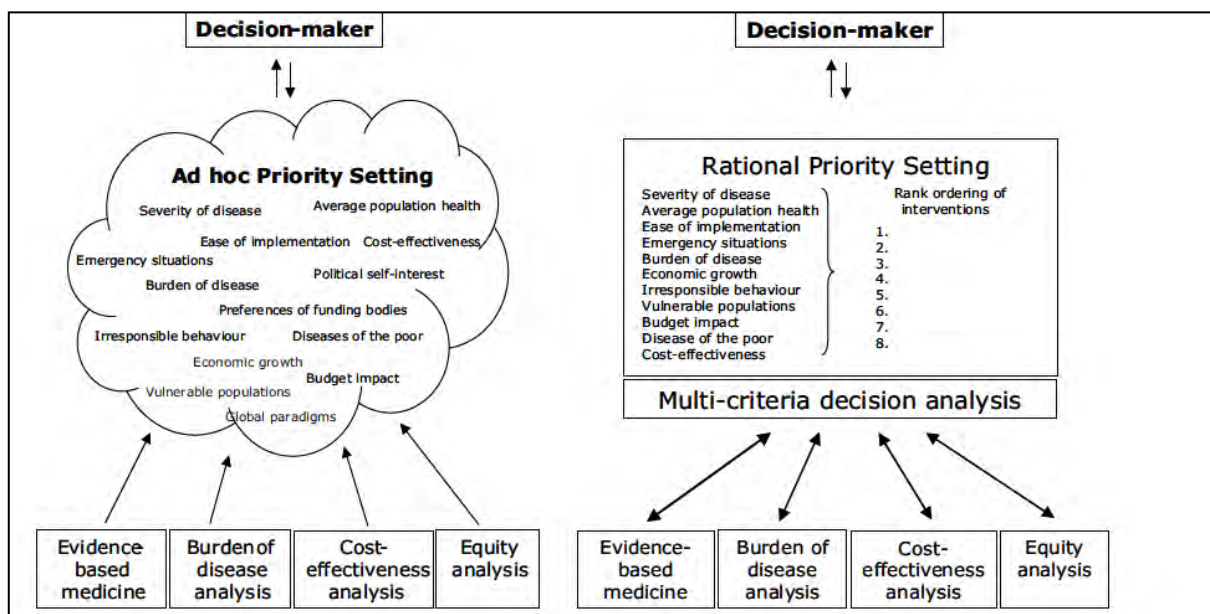 Decision-maker
Ad hoc Priority Setting
Severity of disease
Average population health
Ease of implementation
Cost-effectiveness
Emergency situations
Political self-interest
Burden of disease
Preferences of funding bodies
Irresponsible behaviour
Diseases of the poor
Economic growth
Budget impact
Vulnerable populations
Global paradigms
Evidence
based
medicine
Burden of
disease
analysis
Cost-
effectiveness
analysis
Equity
analysis
Decision-maker
Rational Priority Setting
Severity of disease
Average population health
Ease of implementation
Emergency situations
Burden of disease
Economic growth
Irresponsible behaviour
Vulnerable populations
Budget impact
Disease of the poor
Cost-effectiveness
Rank ordering of
interventions
1.
2.
3.
4.
5.
6.
7.
8.
Multi-criteria decision analysis
Evidence-
based
medicine
Burden of
disease
analysis
Cost-
effectiveness
analysis
Equity
analysis